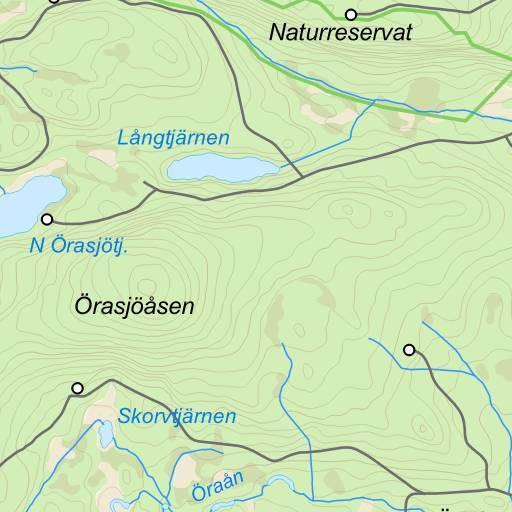 Naturreservat
Långtjärnen
N Örasjötj.
Örasjöåsen
Skorvtjärnen
Öraån